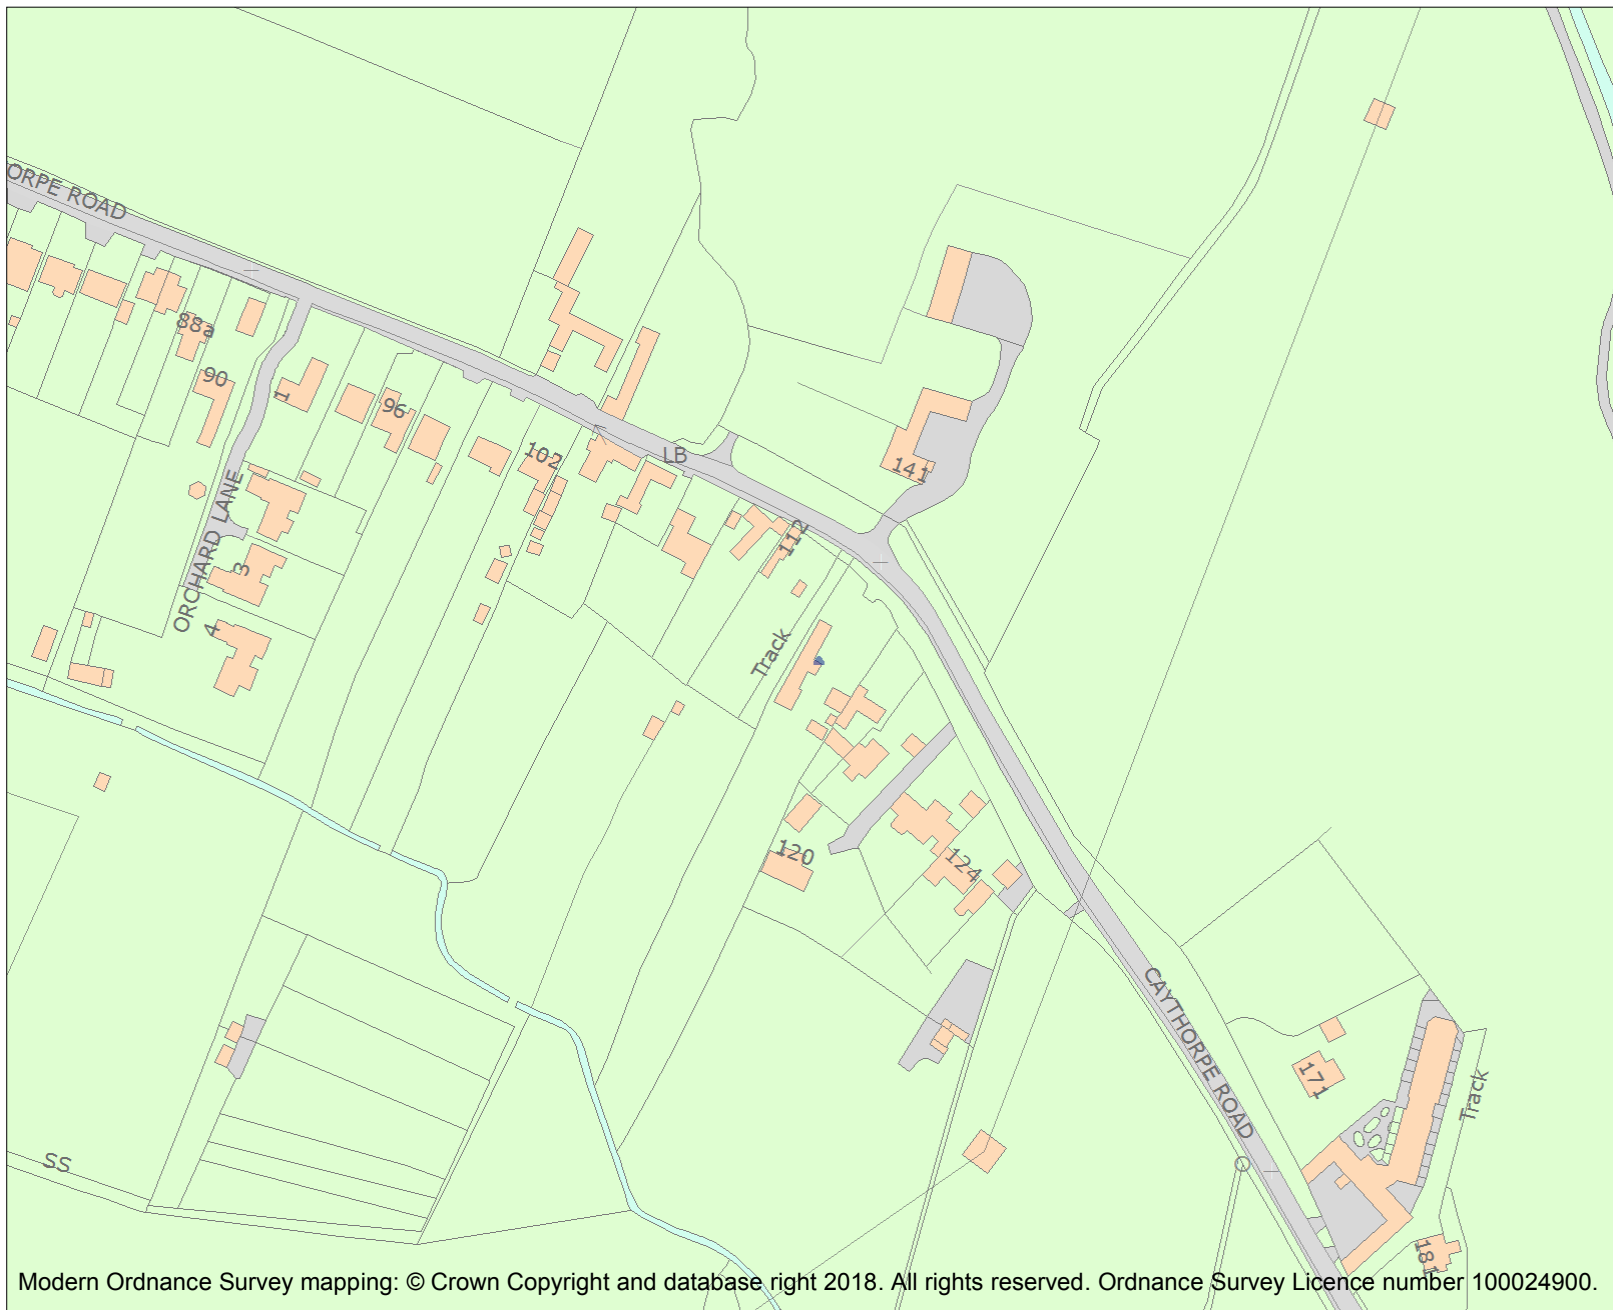 ORPE ROAD
88a
90
1
96
102
LB
141
112
ORCHARD LANE
3
4
Track
120
124
CAYTHORPE ROAD
171
Track
SS
181
Modern Ordnance Survey mapping: © Crown Copyright and database right 2018. All rights reserved. Ordnance Survey Licence number 100024900.